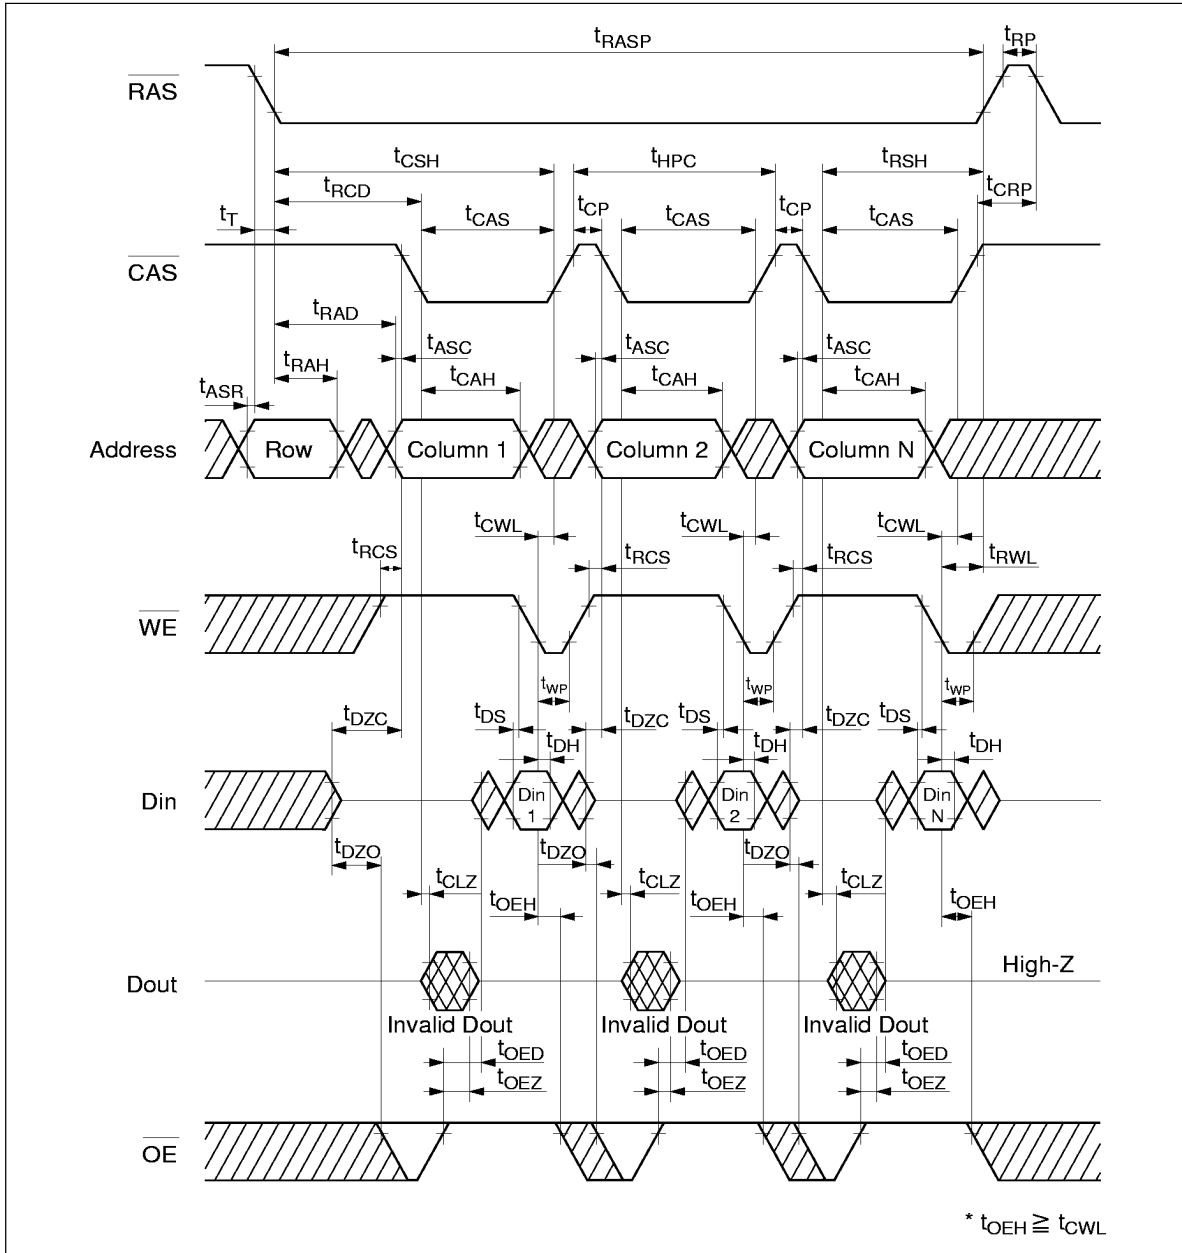 tRASP tRP
RAS
tCSH tHPC tRSH
tRCD tCRP
tT tCAS tCP tCAS tCP tCAS
CAS
tRAD
tASC tASC tASC
tRAH
tASR tCAH tCAH tCAH
Address Row Column 1 Column 2 Column N
tCWL tCWL tCWL
tRCS tRCS tRCS tRWL
WE
tWP tWP tWP
tDZC tDS tDZC tDS tDZC tDS
tDH tDH tDH
Din Din 1 Din 2 Din N
tDZO tDZO tDZO
tCLZ tCLZ tCLZ
tOEH tOEH tOEH
High-Z
Dout
Invalid Dout Invalid Dout Invalid Dout
tOED tOED tOED
tOEZ tOEZ tOEZ
OE
* tOEH ≧ tCWL